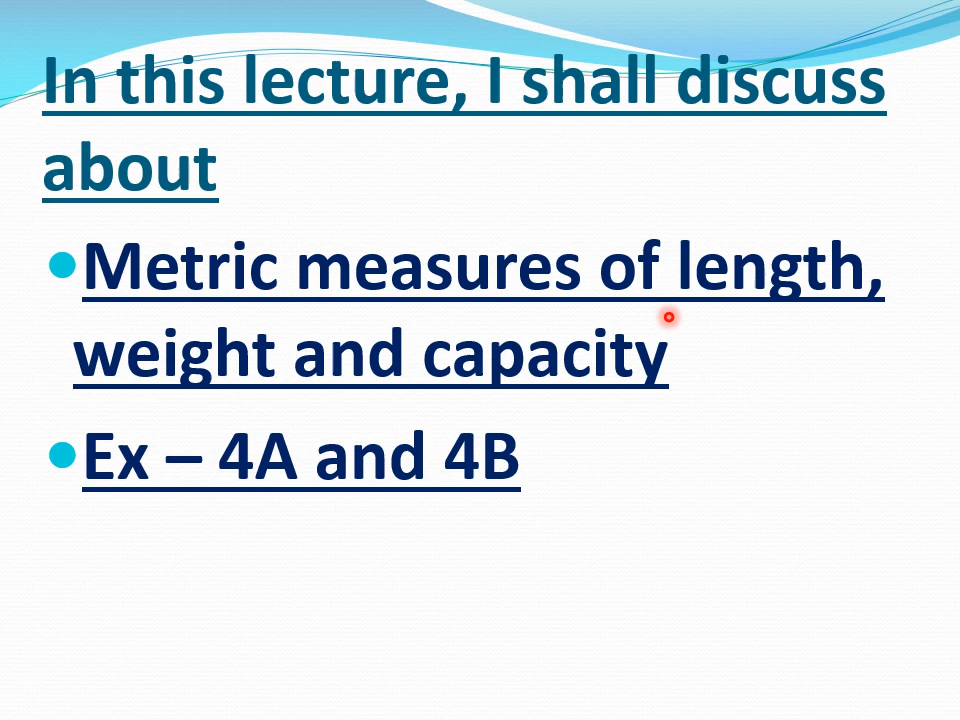 In this lecture, I shall discuss
about
•Metric measures of length,
weight and capacity
•Ex – 4A and 4B